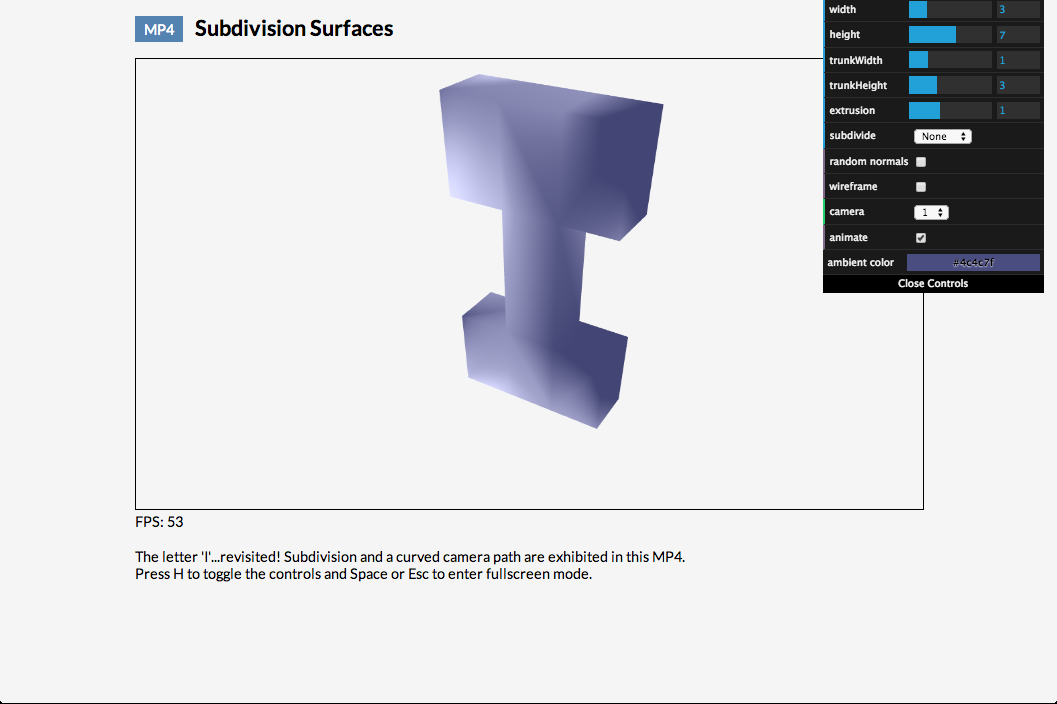 MP4 Subdivision Surfaces
width 3
height 7
trunkWidth 1
trunkHeight 3
extrusion 1
subdivide None
random normals
wireframe
camera 1
animate
ambient color #4c4c7f
Close Controls
FPS: 53
The letter 'I'...revisited! Subdivision and a curved camera path are exhibited in this MP4.
Press H to toggle the controls and Space or Esc to enter fullscreen mode.